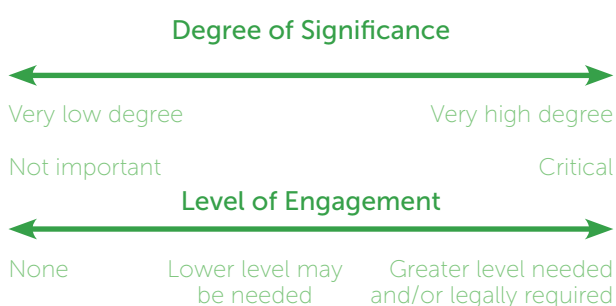 Degree of Significance
Very low degree Very high degree
Not important Critical
Level of Engagement
None Lower level may Greater level needed
be needed and/or legally required